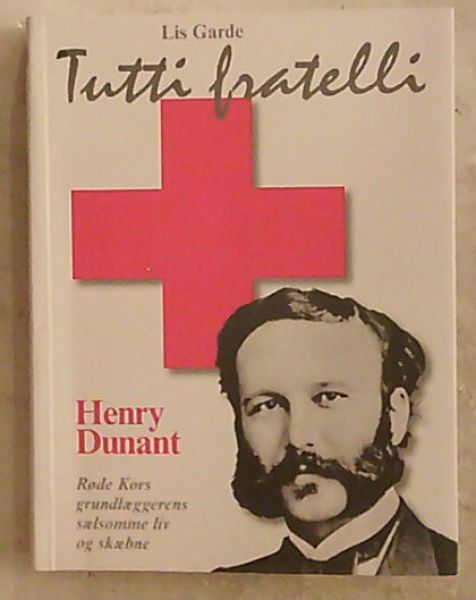 Lis Garde
Tutti fratelli
Henry
Dunant
Røde Kors
grundlæggerens
sælsomme liv
og skæbne